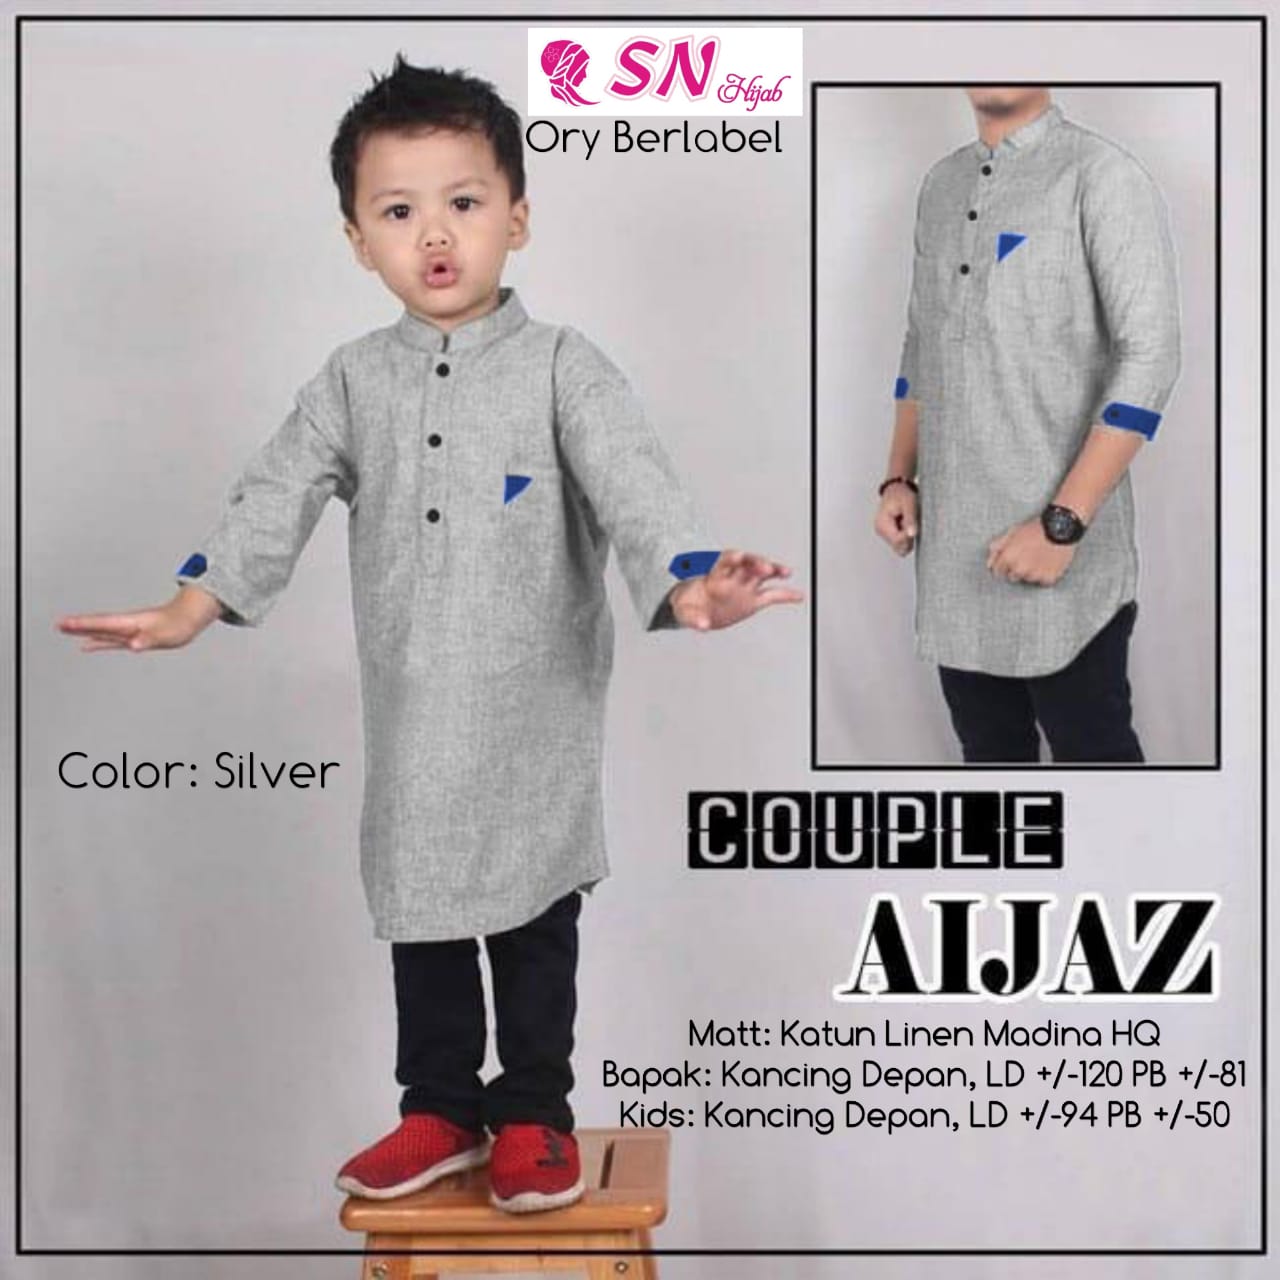 SN Hijab
Ory Berlabel
Color: Silver
COUPLE
AIJAZ
Matt: Katun Linen Madina HQ
Bapak: Kancing Depan, LD +/-120 PB +/-81
Kids: Kancing Depan, LD +/-94 PB +/-50